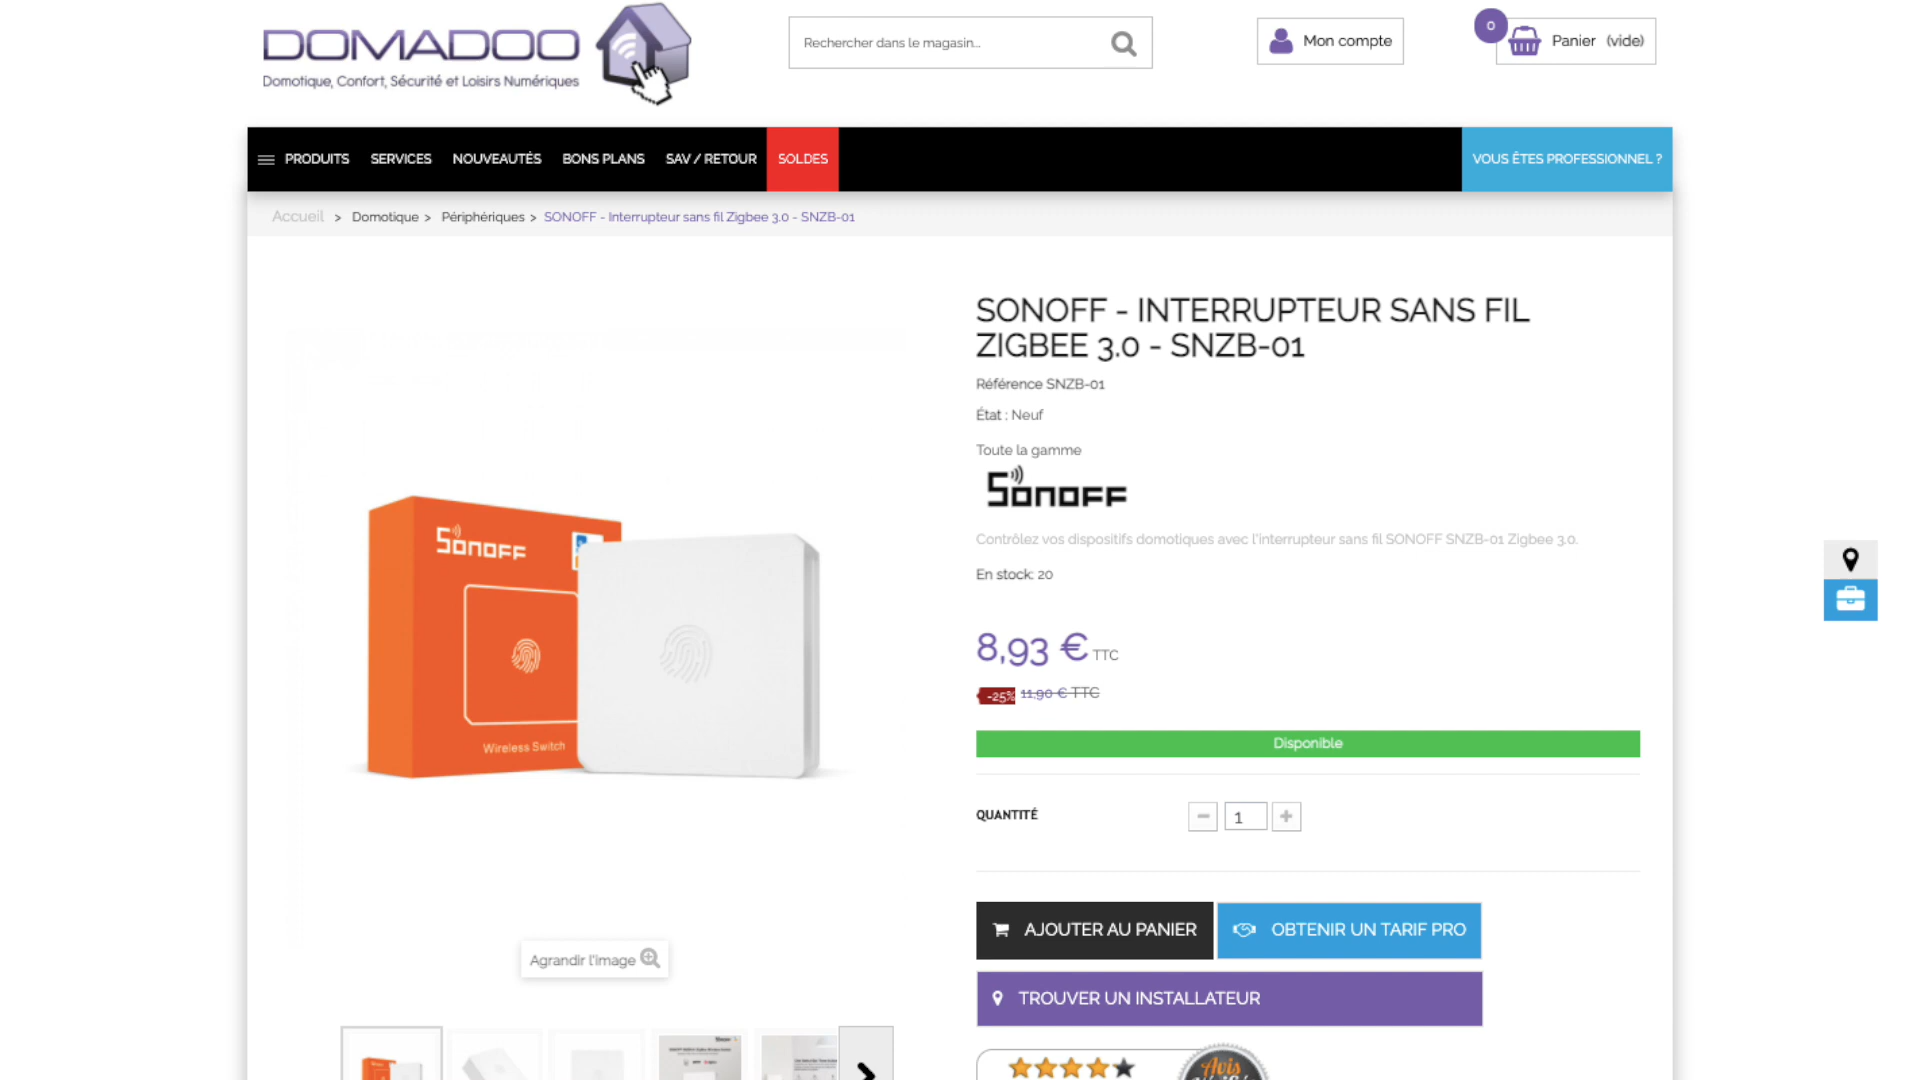 DOMADOO
Domotique, Confort, Sécurité et Loisirs Numériques
Rechercher dans le magasin...
Mon compte
0
Panier (vide)
PRODUITS SERVICES NOUVEAUTÉS BONS PLANS SAV / RETOUR SOLDES VOUS ÊTES PROFESSIONNEL ?
Accueil > Domotique > Périphériques > SONOFF - Interrupteur sans fil Zigbee 3.0 - SNZB-01
SONOFF - INTERRUPTEUR SANS FIL
ZIGBEE 3.0 - SNZB-01
Référence SNZB-01
État : Neuf
Toute la gamme
SONOFF
Contrôlez vos dispositifs domotiques avec l'interrupteur sans fil SONOFF SNZB-01 Zigbee 3.0.
En stock: 20
SONOFF
Wireless Switch
8,93 € TTC
-25% 11,90 € TTC
Disponible
QUANTITÉ
1
AJOUTER AU PANIER
OBTENIR UN TARIF PRO
Agrandir l'image
TROUVER UN INSTALLATEUR
Avis